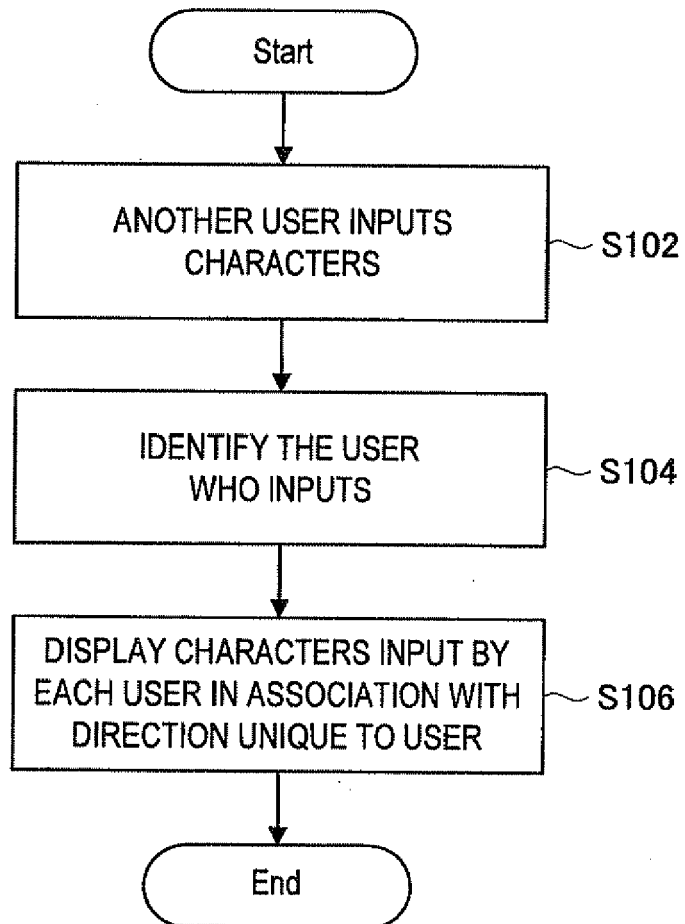 Start
ANOTHER USER INPUTS
CHARACTERS
S102
IDENTIFY THE USER
WHO INPUTS
S104
DISPLAY CHARACTERS INPUT BY
EACH USER IN ASSOCIATION WITH
DIRECTION UNIQUE TO USER
S106
End